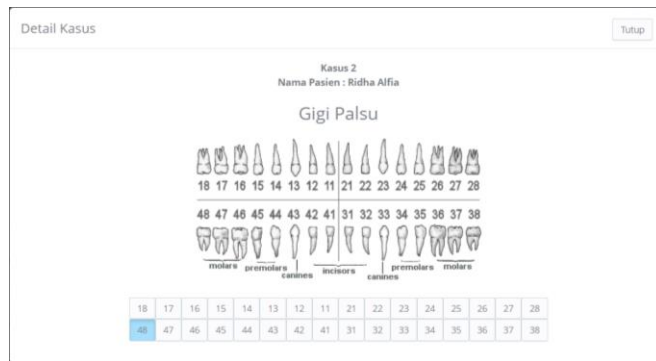 Detail Kasus Tutup
Kasus 2
Nama Pasien : Ridha Alfia
Gigi Palsu
18 17 16 15 14 13 12 11 21 22 23 24 25 26 27 28
48 47 46 45 44 43 42 41 31 32 33 34 35 36 37 38
molars premolars canines incisors canines premolars molars
18 17 16 15 14 13 12 11 21 22 23 24 25 26 27 28
48 47 46 45 44 43 42 41 31 32 33 34 35 36 37 38